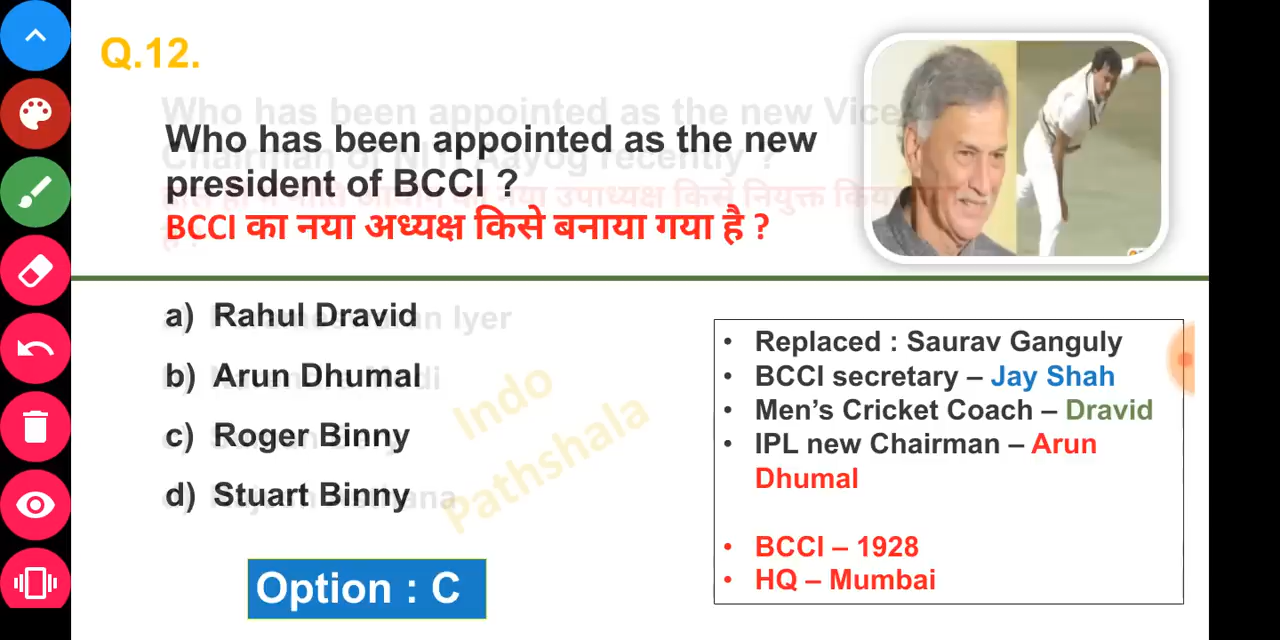 Q.12.
Who has been appointed as the new Vice
Chairman of NITI Aayog recently ?
Who has been appointed as the new
president of BCCI ?
BCCI का नया अध्यक्ष किसे बनाया गया है ?
a) Rahul Dravid
Iyer
b) Arun Dhumal
c) Roger Binny
d) Stuart Binny
Indo
Pathshala
Option : C
• Replaced : Saurav Ganguly
• BCCI secretary – Jay Shah
• Men’s Cricket Coach – Dravid
• IPL new Chairman – Arun
Dhumal
• BCCI – 1928
• HQ – Mumbai